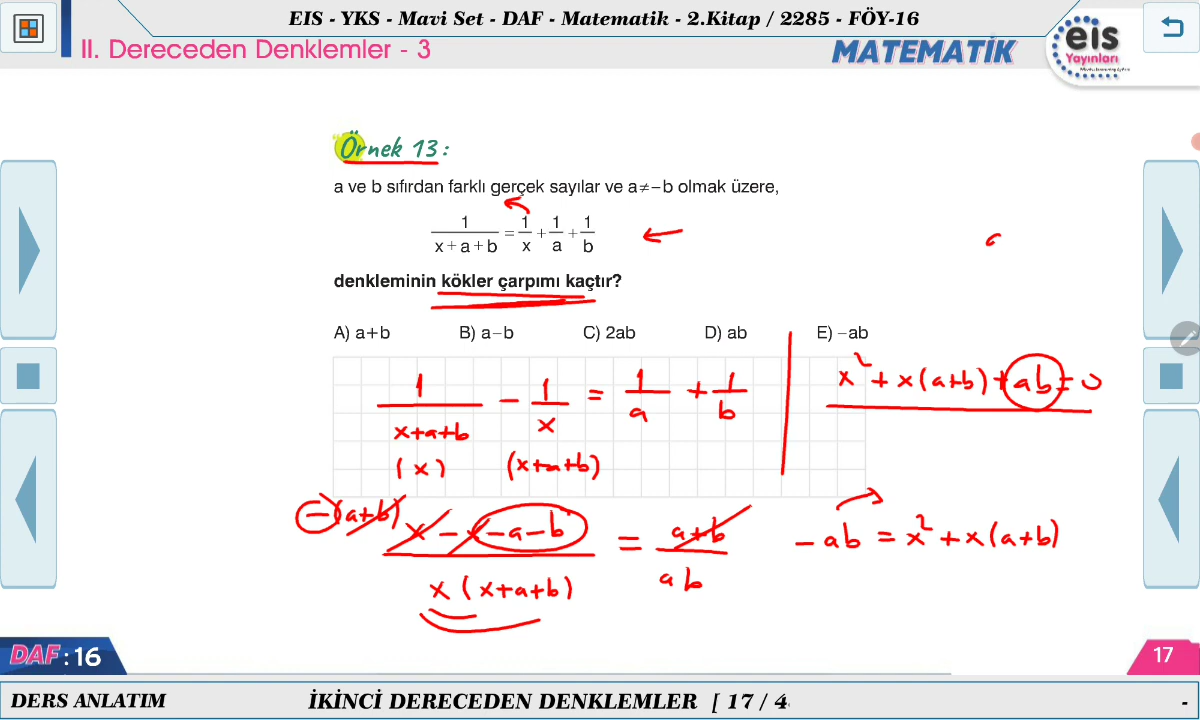 EIS - YKS - Mavi Set - DAF - Matematik - 2.Kitap / 2285 - FÖY-16
II. Dereceden Denklemler - 3
MATEMATİK
eis
Yayınları
Örnek 13:
a ve b sıfırdan farklı gerçek sayılar ve a≠−b olmak üzere,
1/(x+a+b) = 1/x + 1/a + 1/b
denkleminin kökler çarpımı kaçtır?
A) a+b B) a−b C) 2ab D) ab E) −ab
1/(x+a+b) − 1/x = 1/a + 1/b
(x) (x+a+b)
x² + x(a+b) + ab = 0
−(a+b)
(x − x − a − b)/(x(x+a+b)) = (a+b)/(ab)
−ab = x² + x(a+b)
DAF : 16
17
DERS ANLATIM
İKİNCİ DERECEDEN DENKLEMLER [ 17 / 4
-